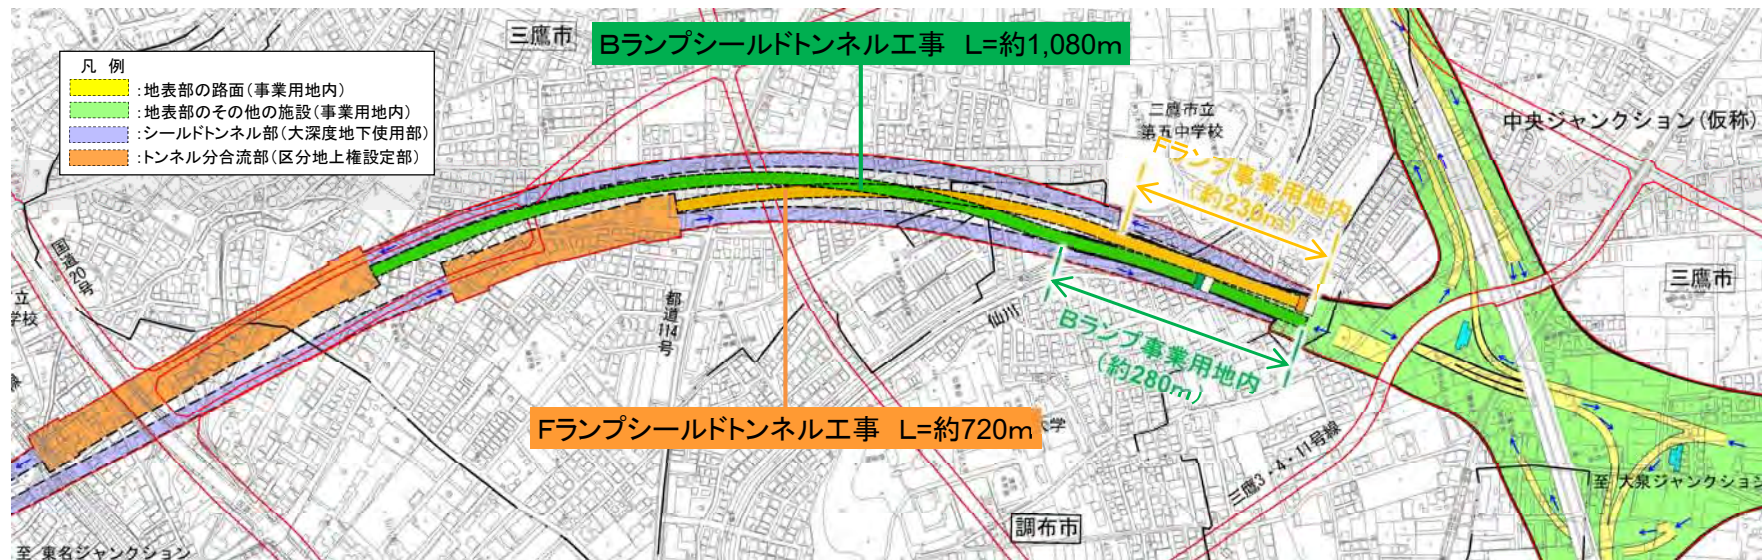 三鷹市
Bランプシールドトンネル工事 L=約1,080m
凡 例
:地表部の路面(事業用地内)
:地表部のその他の施設(事業用地内)
:シールドトンネル部(大深度地下使用部)
:トンネル分合流部(区分地上権設定部)
三鷹市立
第五中学校
中央ジャンクション(仮称)
Fランプ事業用地内
(約230m)
国道20号
立
学校
都道114号
仙川
三鷹市
Bランプ事業用地内
(約280m)
Fランプシールドトンネル工事 L=約720m
大学
三鷹3・4・11号線
至 大泉ジャンクション
調布市
至 東名ジャンクション